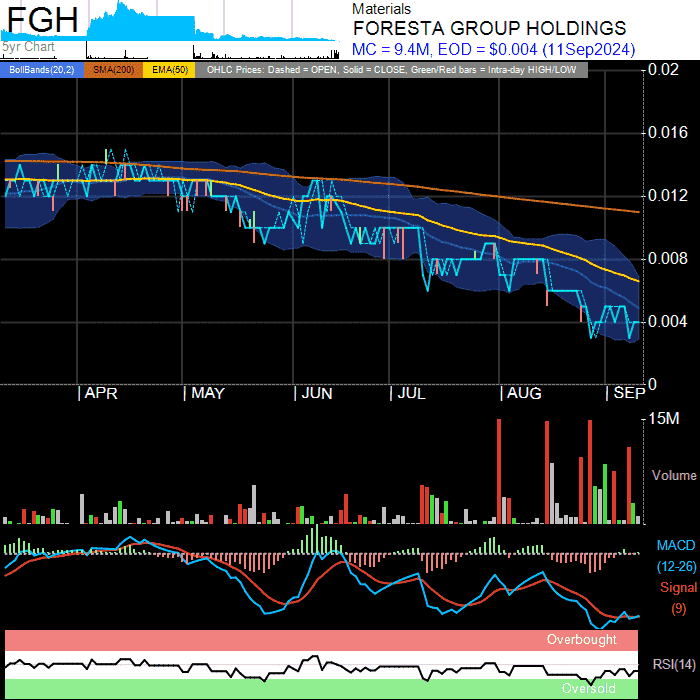 FGH
5yr Chart
Materials
FORESTA GROUP HOLDINGS
MC = 9.4M, EOD = $0.004 (11Sep2024)
BollBands(20,2) SMA(200) EMA(50) OHLC Prices: Dashed = OPEN, Solid = CLOSE, Green/Red bars = Intra-day HIGH/LOW
0.02
0.016
0.012
0.008
0.004
0
| APR | MAY | JUN | JUL | AUG | SEP
15M
Volume
MACD
(12-26)
Signal
(9)
Overbought
RSI(14)
Oversold